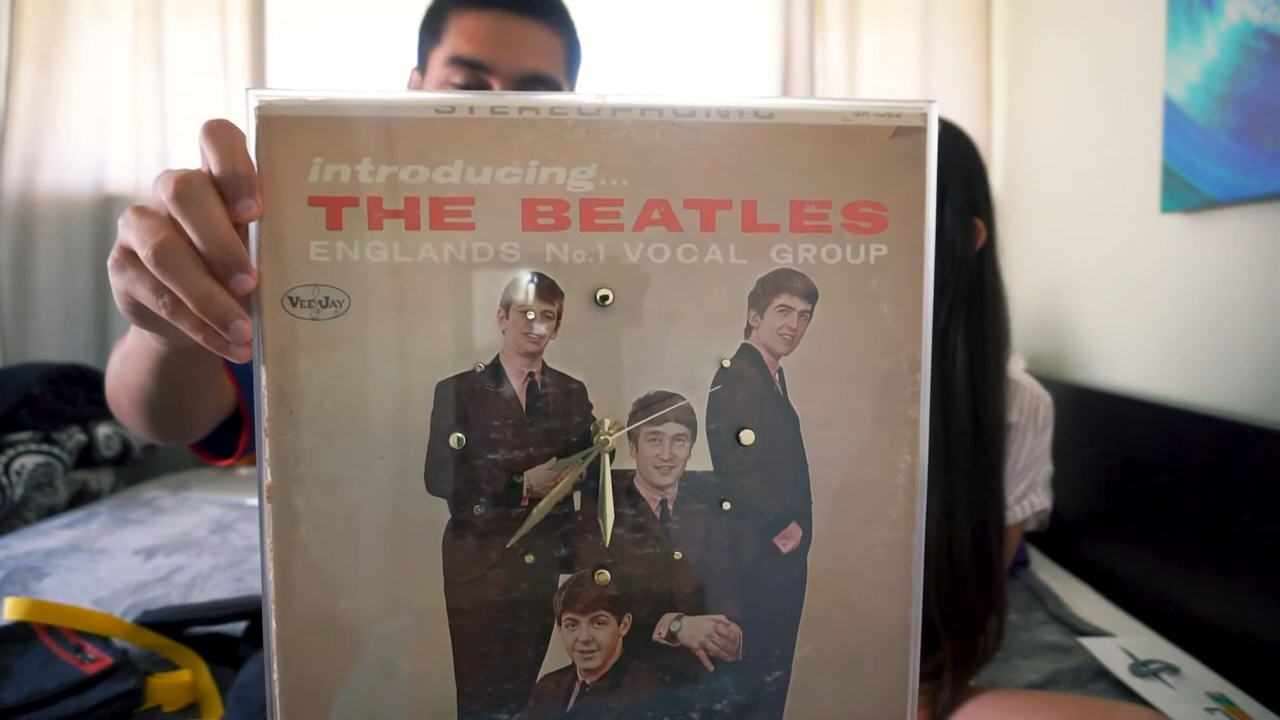 STEREOPHONIC
introducing...
THE BEATLES
ENGLANDS No.1 VOCAL GROUP
VEE JAY